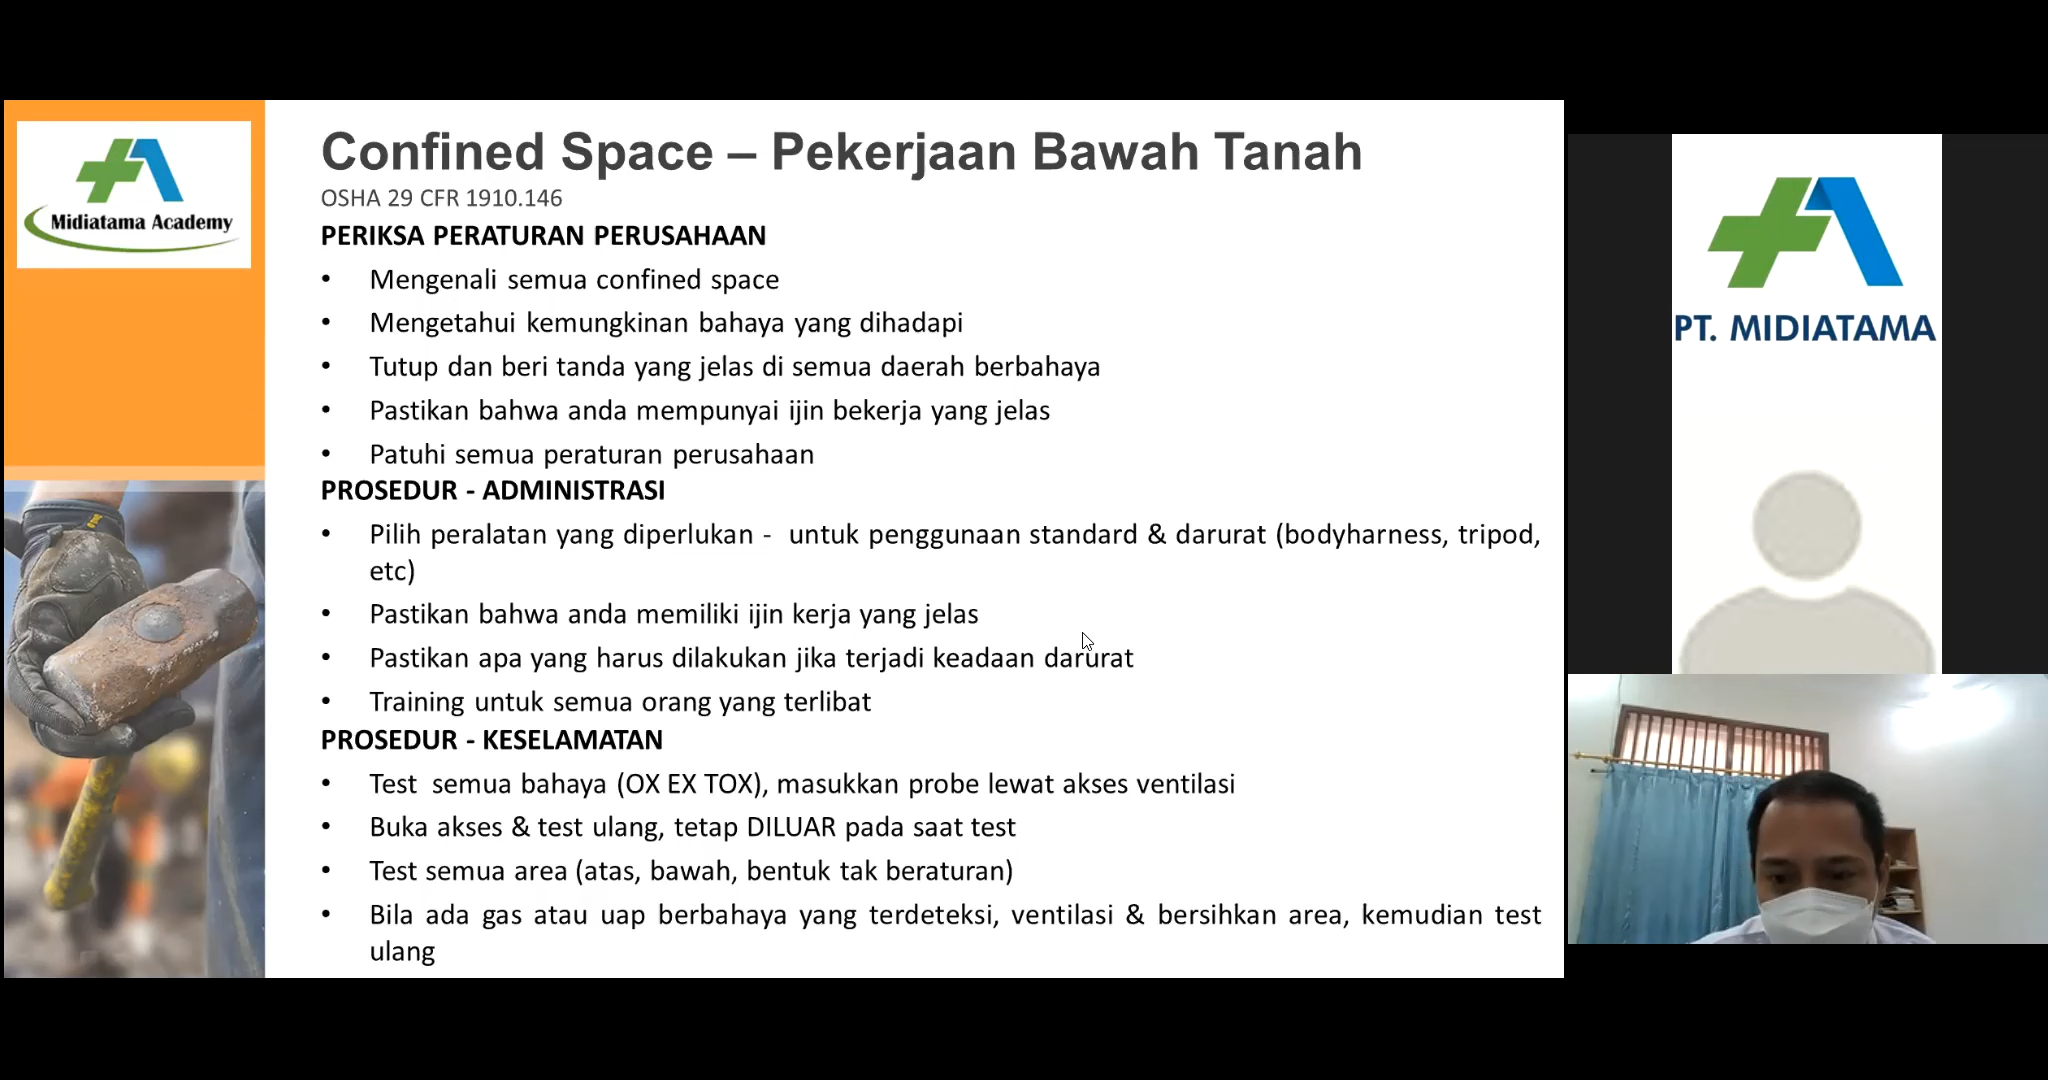 Midiatama Academy
Confined Space – Pekerjaan Bawah Tanah
OSHA 29 CFR 1910.146
PERIKSA PERATURAN PERUSAHAAN
• Mengenali semua confined space
• Mengetahui kemungkinan bahaya yang dihadapi
• Tutup dan beri tanda yang jelas di semua daerah berbahaya
• Pastikan bahwa anda mempunyai ijin bekerja yang jelas
• Patuhi semua peraturan perusahaan
PROSEDUR - ADMINISTRASI
• Pilih peralatan yang diperlukan - untuk penggunaan standard & darurat (bodyharness, tripod,
etc)
• Pastikan bahwa anda memiliki ijin kerja yang jelas
• Pastikan apa yang harus dilakukan jika terjadi keadaan darurat
• Training untuk semua orang yang terlibat
PROSEDUR - KESELAMATAN
• Test semua bahaya (OX EX TOX), masukkan probe lewat akses ventilasi
• Buka akses & test ulang, tetap DILUAR pada saat test
• Test semua area (atas, bawah, bentuk tak beraturan)
• Bila ada gas atau uap berbahaya yang terdeteksi, ventilasi & bersihkan area, kemudian test
ulang
PT. MIDIATAMA